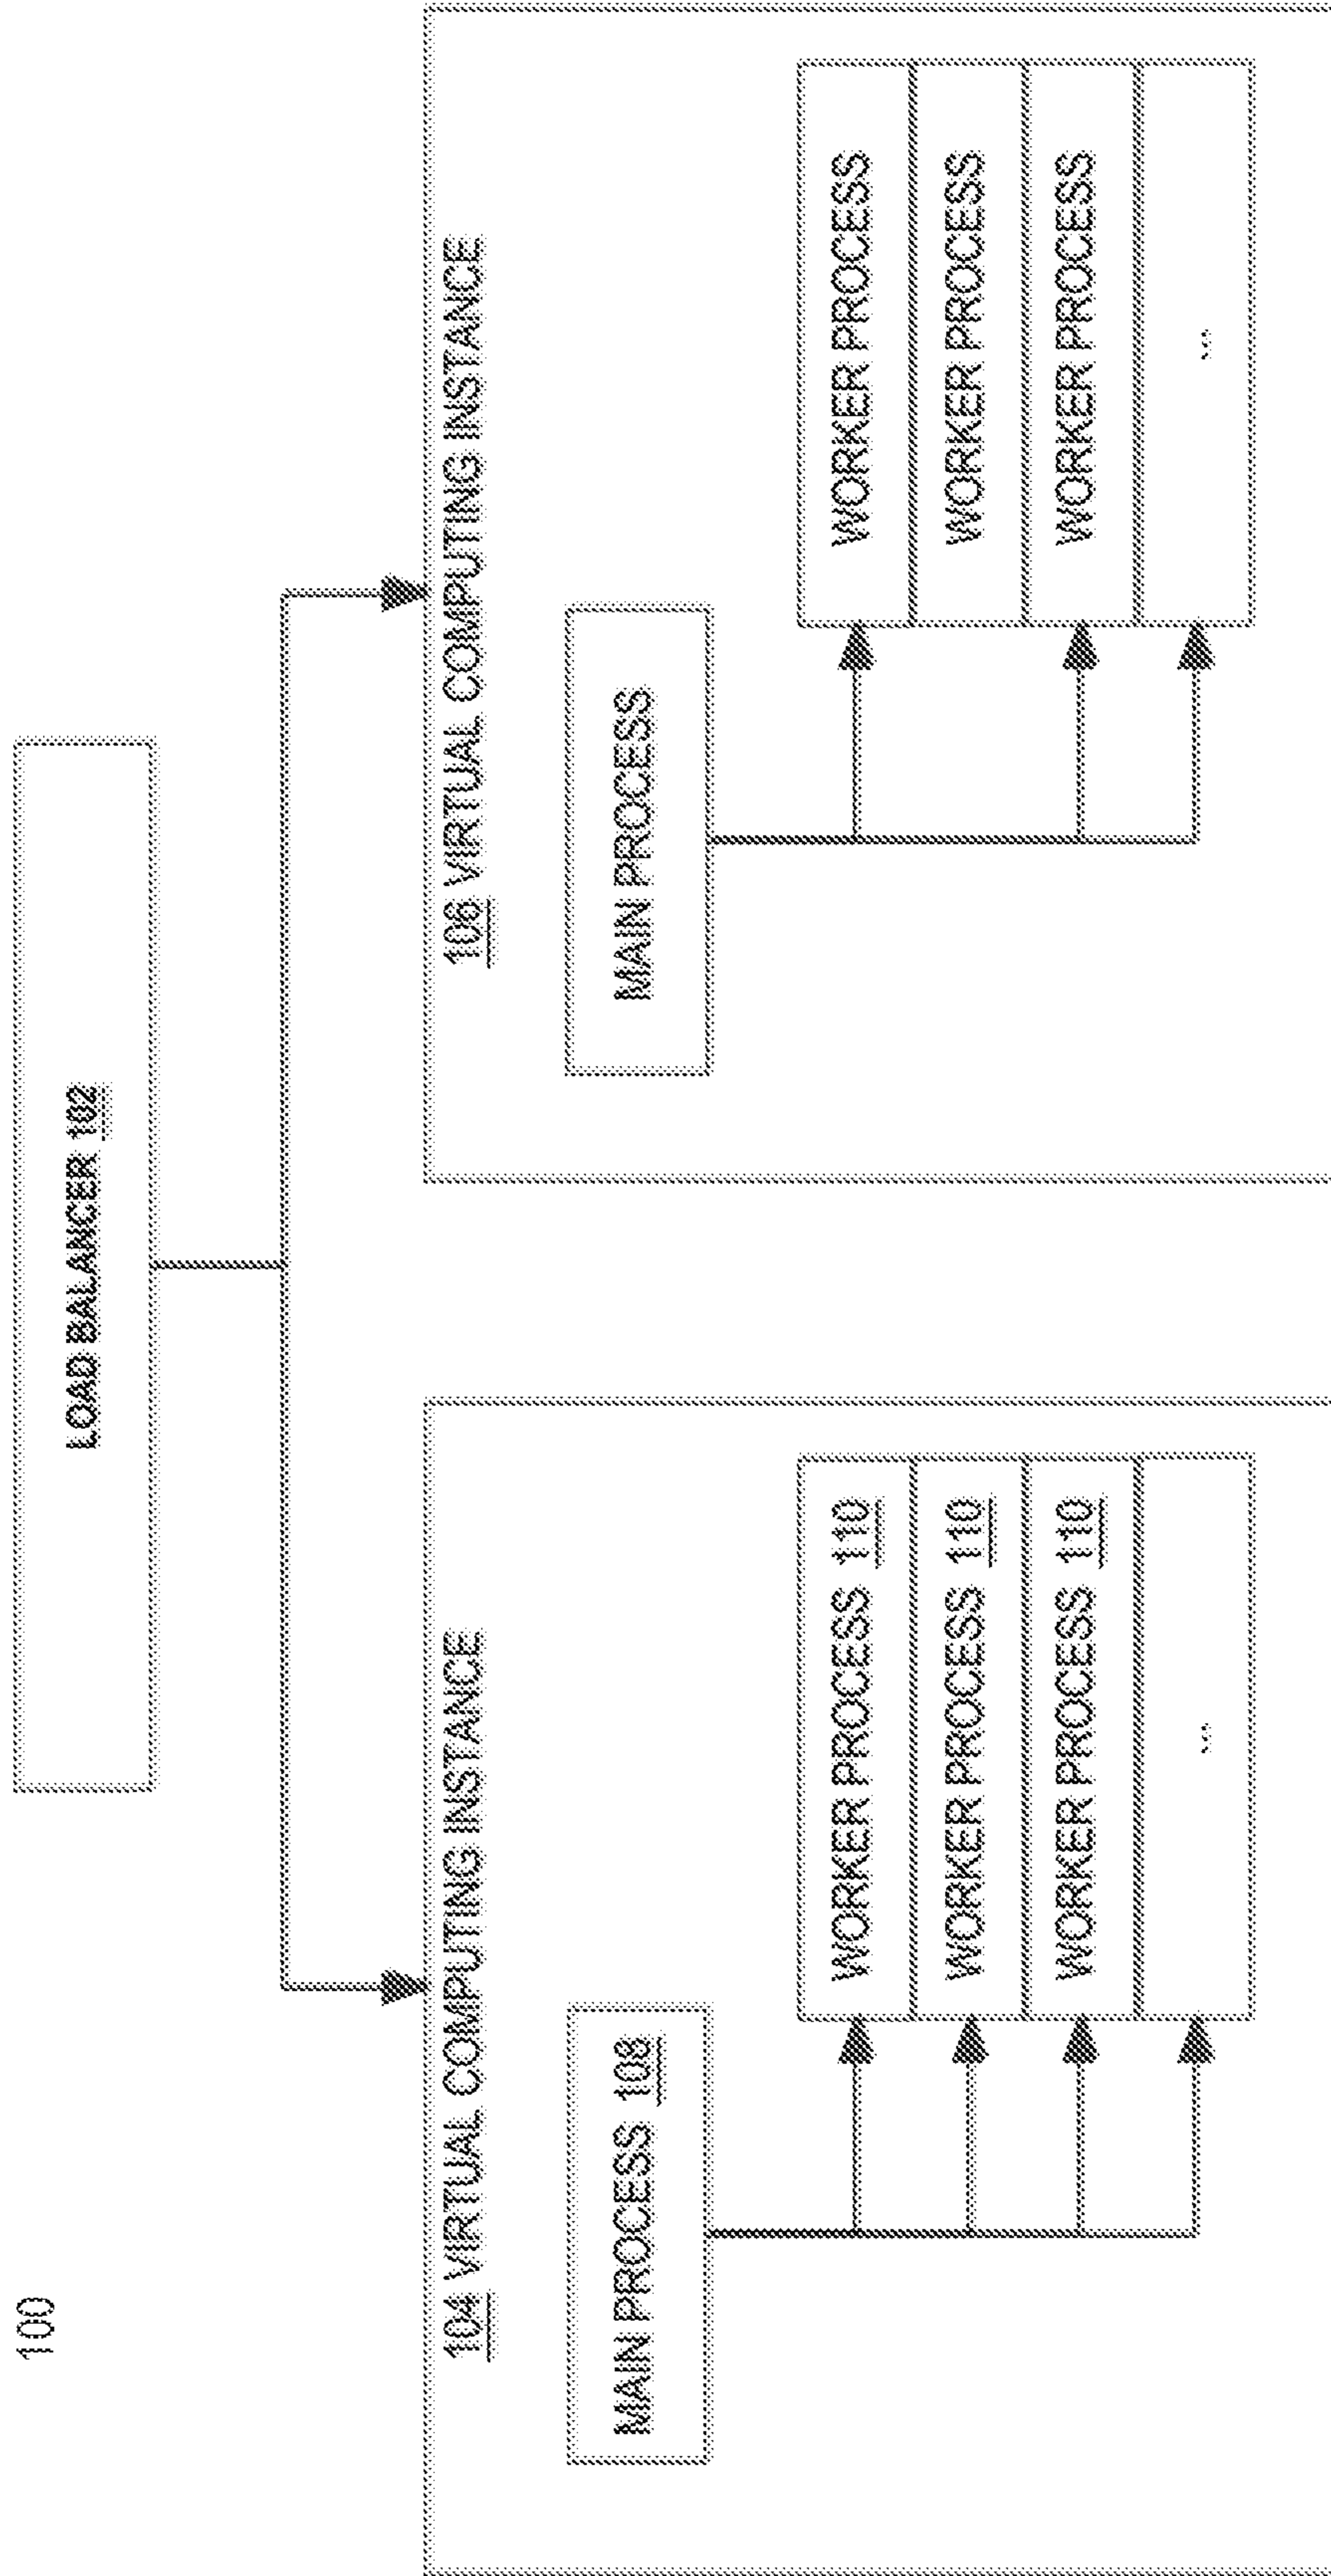 100
LOAD BALANCER 102
104 VIRTUAL COMPUTING INSTANCE
MAIN PROCESS 108
WORKER PROCESS 110
WORKER PROCESS 110
WORKER PROCESS 110
...
106 VIRTUAL COMPUTING INSTANCE
MAIN PROCESS
WORKER PROCESS
WORKER PROCESS
WORKER PROCESS
...